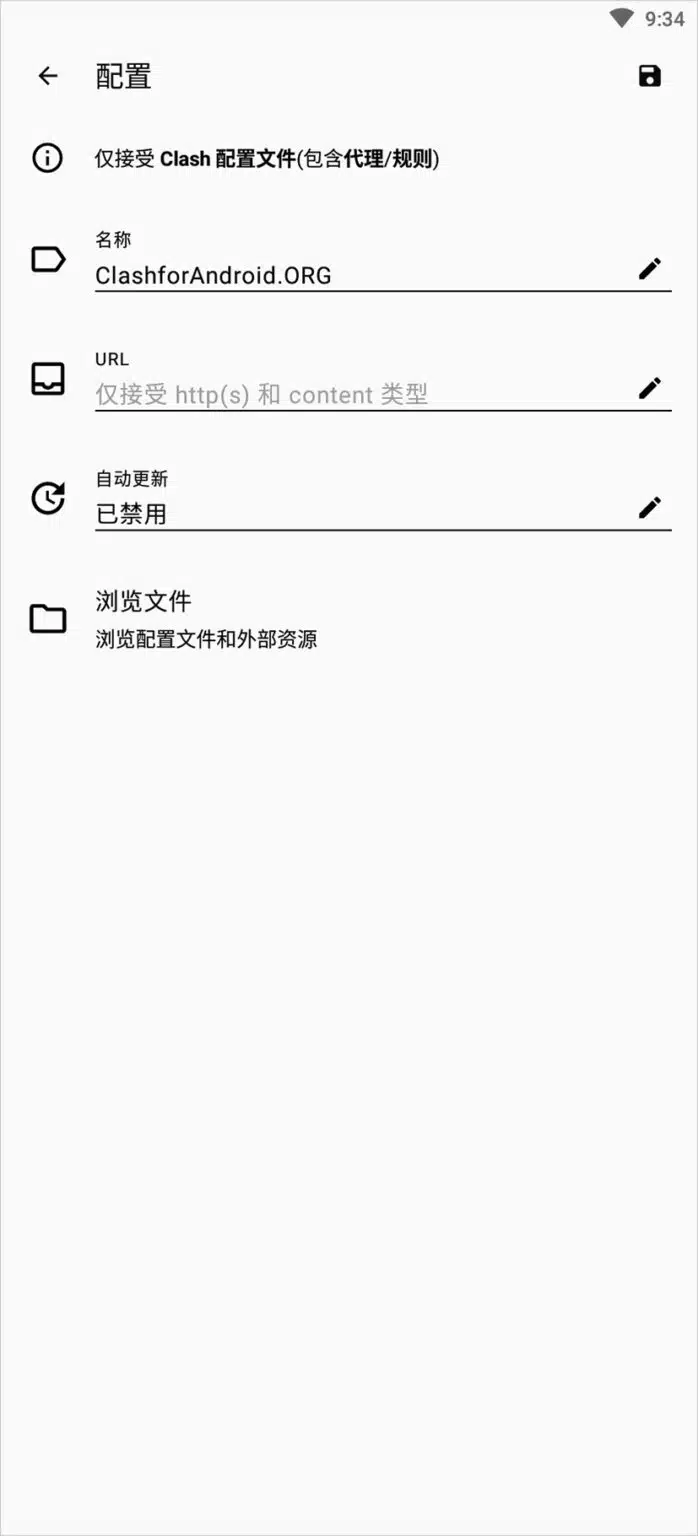 9:34
配置
仅接受 Clash 配置文件(包含代理/规则)
名称
ClashforAndroid.ORG
URL
仅接受 http(s) 和 content 类型
自动更新
已禁用
浏览文件
浏览配置文件和外部资源